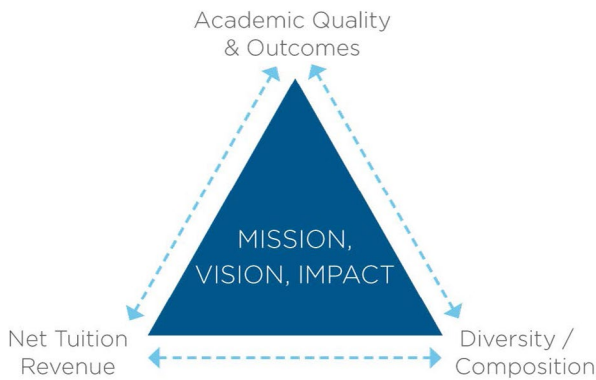 Academic Quality
& Outcomes
MISSION,
VISION, IMPACT
Net Tuition
Revenue
Diversity /
Composition